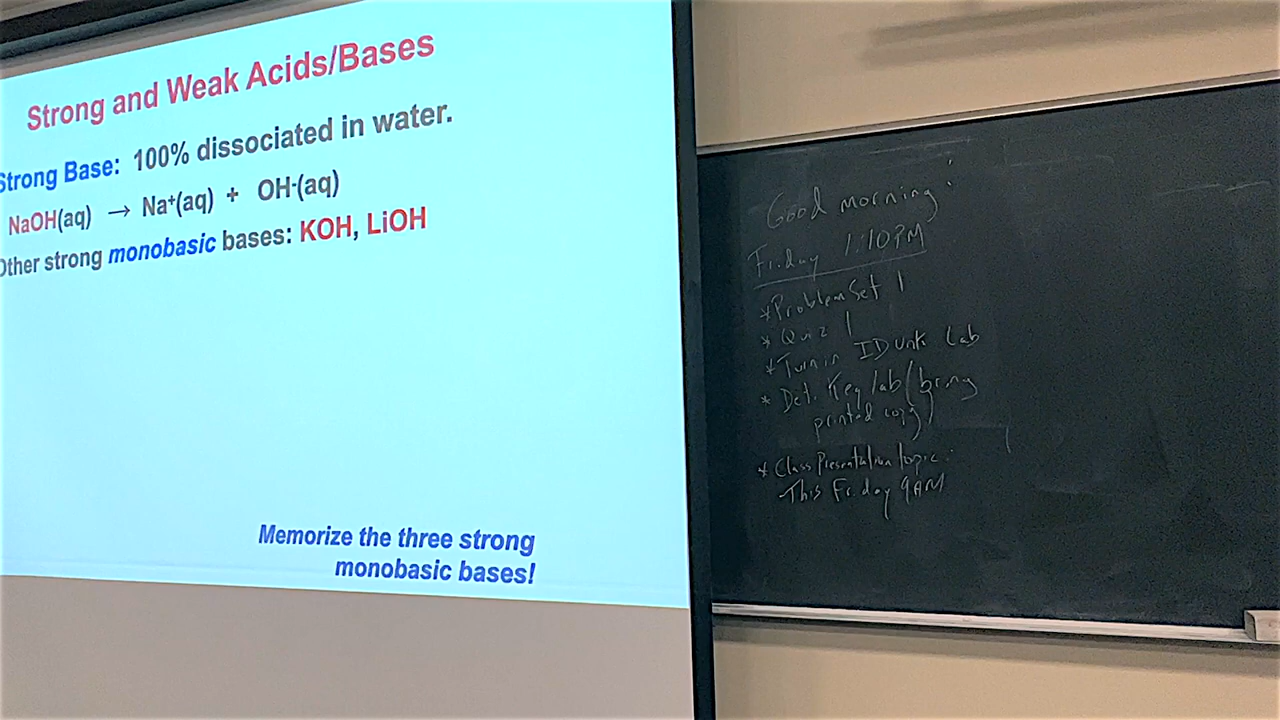 Strong and Weak Acids/Bases
Strong Base: 100% dissociated in water.
NaOH(aq) → Na⁺(aq) + OH⁻(aq)
Other strong monobasic bases: KOH, LiOH
Memorize the three strong
monobasic bases!
Good morning!
Friday 1:10PM
*Problem Set 1
* Quiz 1
*Turn in ID Unk Lab
* Det. Keq lab (bring
printed copy)
* Class Presentation topic:
This Friday 9AM